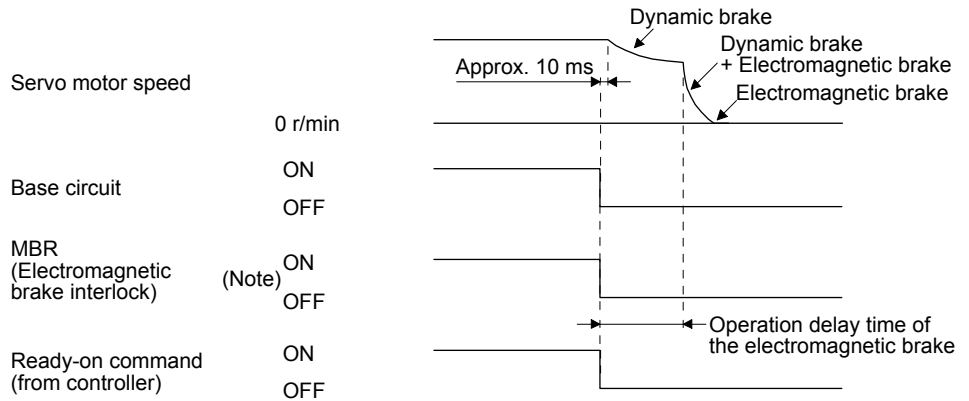 Dynamic brake
Dynamic brake
+ Electromagnetic brake
Approx. 10 ms
Electromagnetic brake
Servo motor speed
0 r/min
ON
Base circuit
OFF
MBR
(Electromagnetic
brake interlock)
(Note)
ON
OFF
Operation delay time of
the electromagnetic brake
Ready-on command
(from controller)
ON
OFF